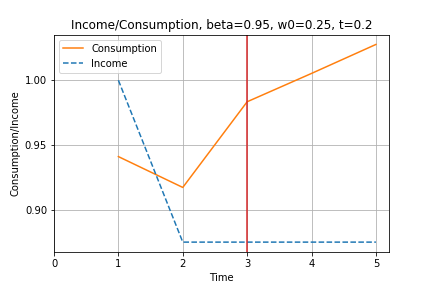 Income/Consumption, beta=0.95, w0=0.25, t=0.2
Consumption
Income
Consumption/Income
1.00
0.95
0.90
0 1 2 3 4 5
Time